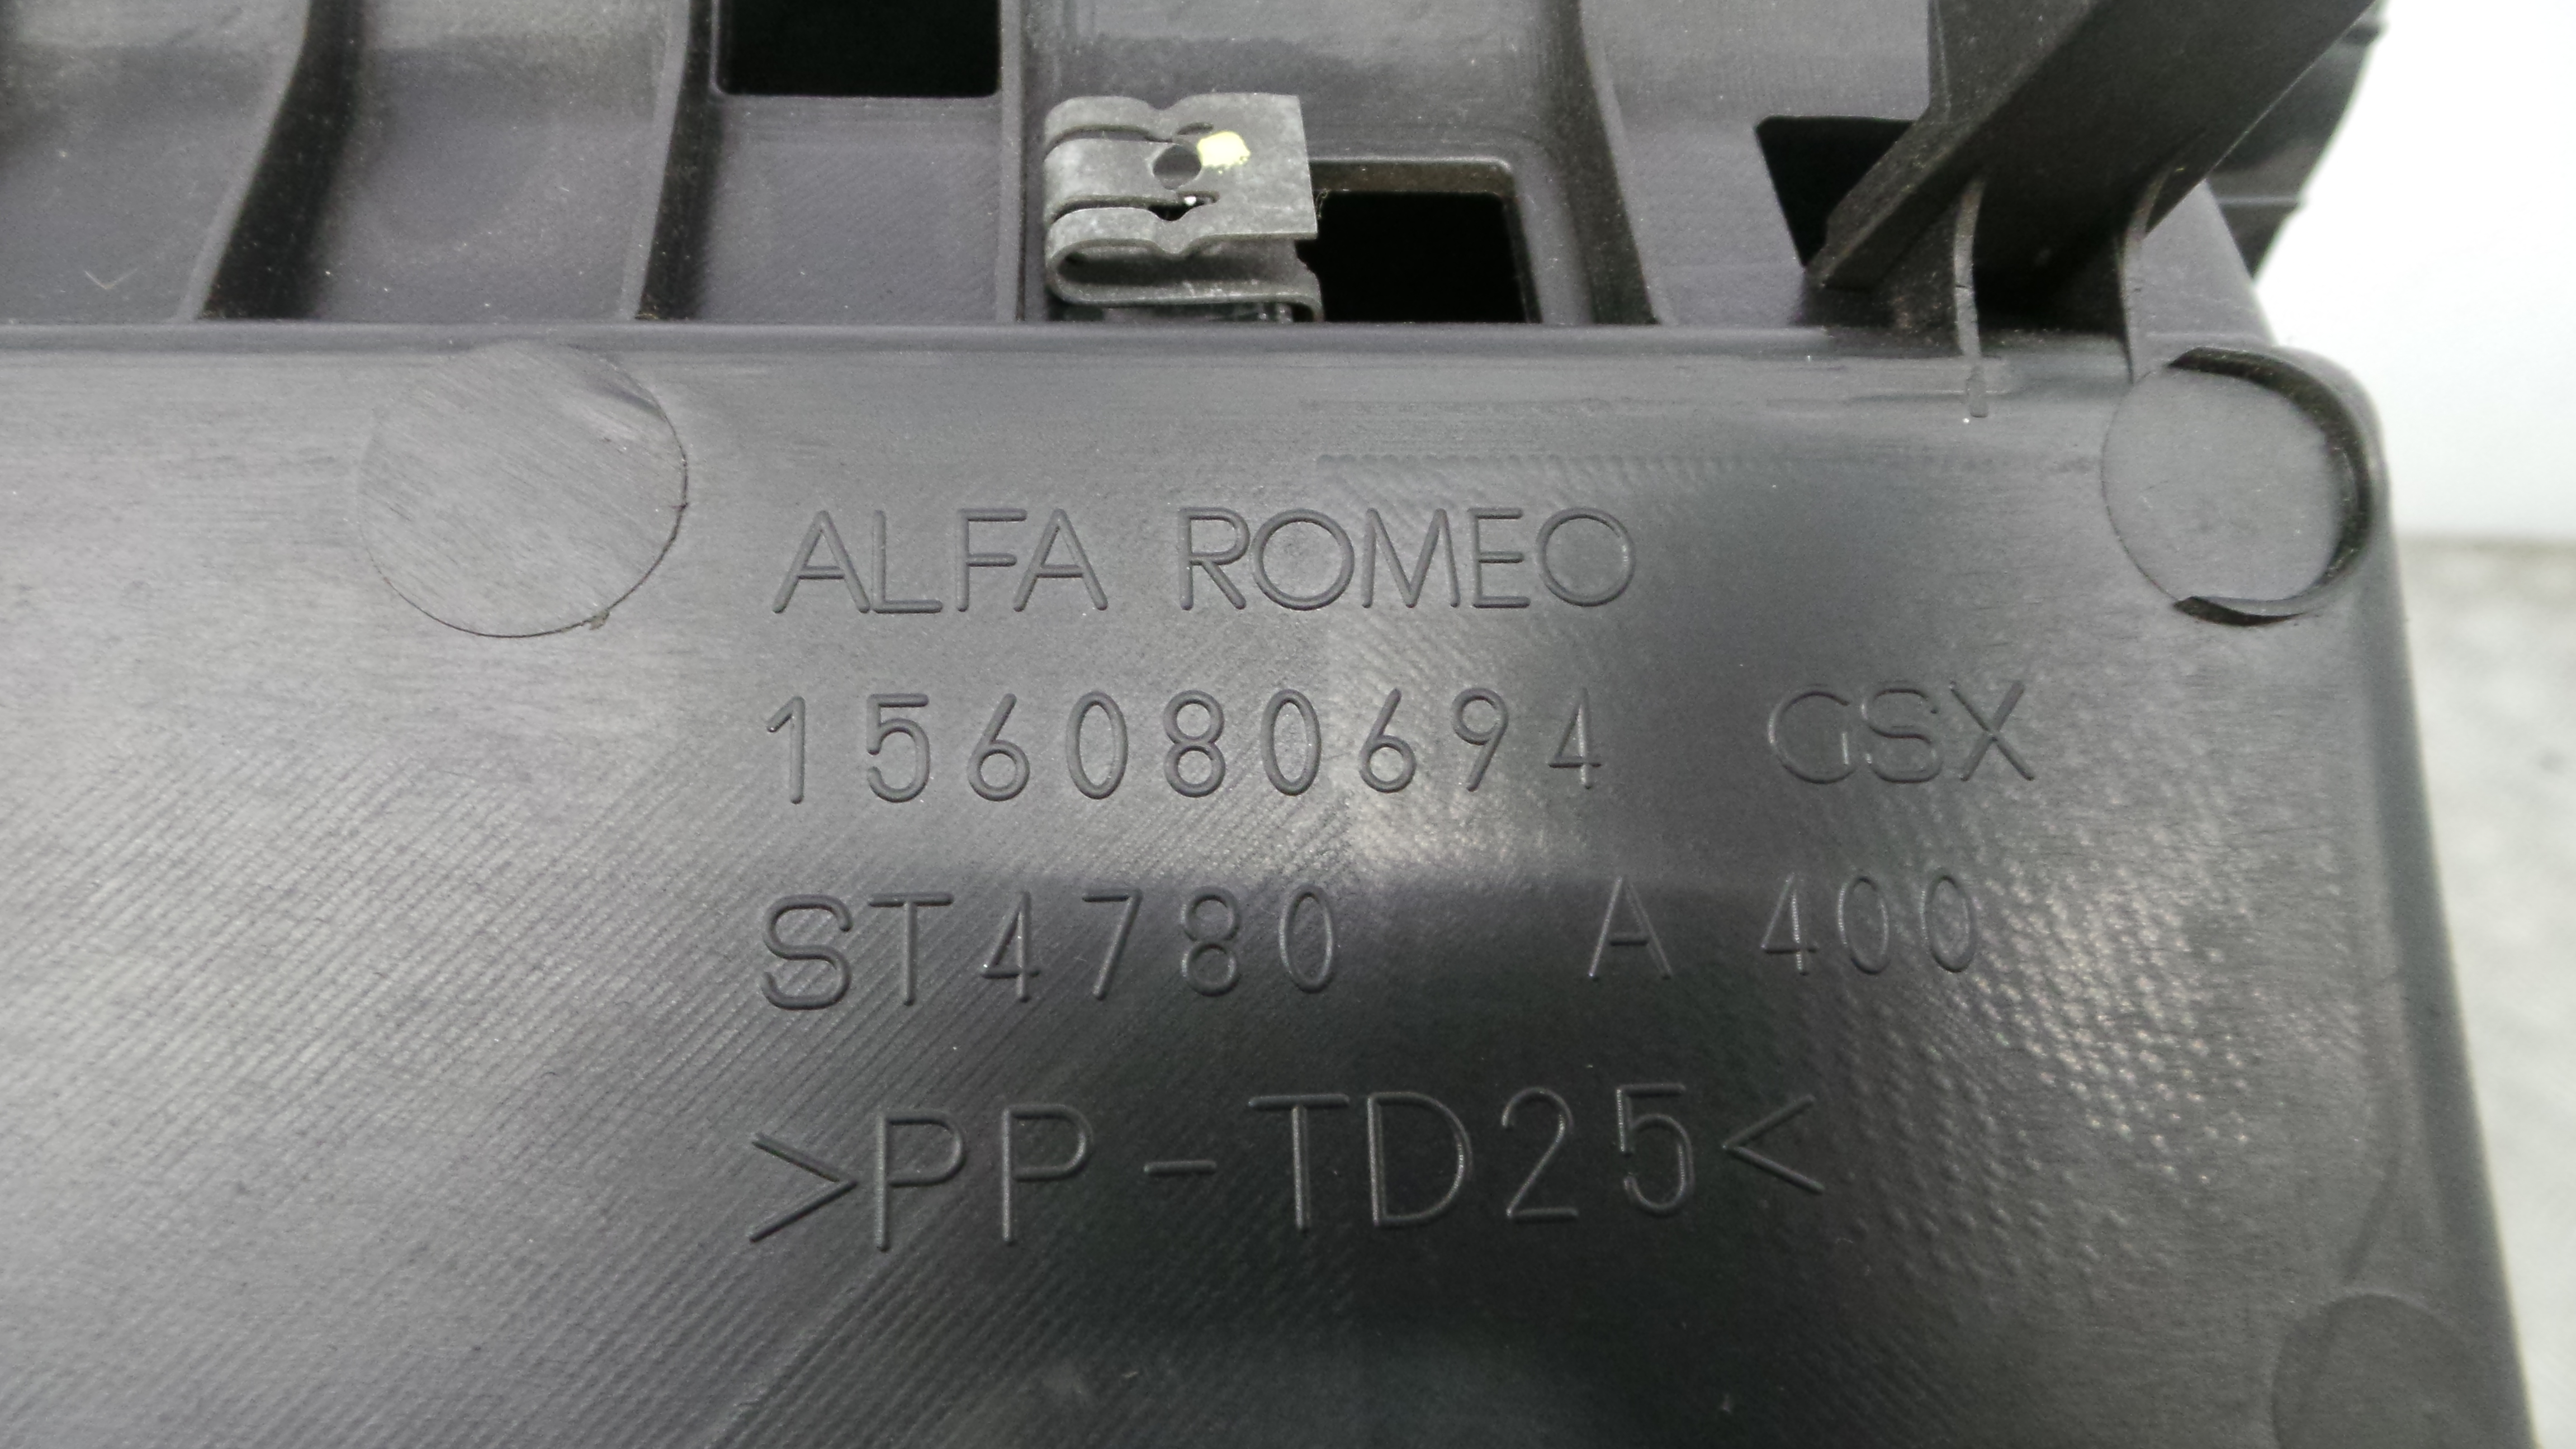 ALFA ROMEO
156080694 GSX
ST4780 A 400
>PP-TD25<